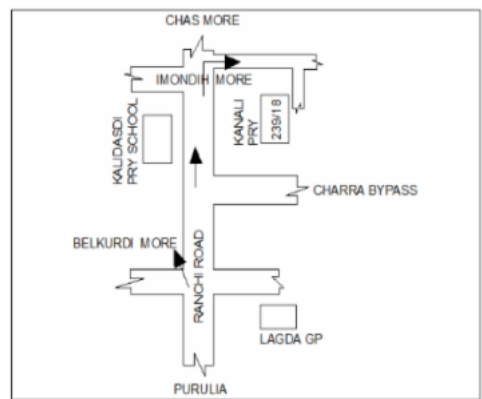 CHAS MORE
IMONDIH MORE
KALIDASDI
PRY SCHOOL
KANALI
PRY
239/18
CHARRA BYPASS
BELKURDI MORE
RANCHI ROAD
LAGDA GP
PURULIA